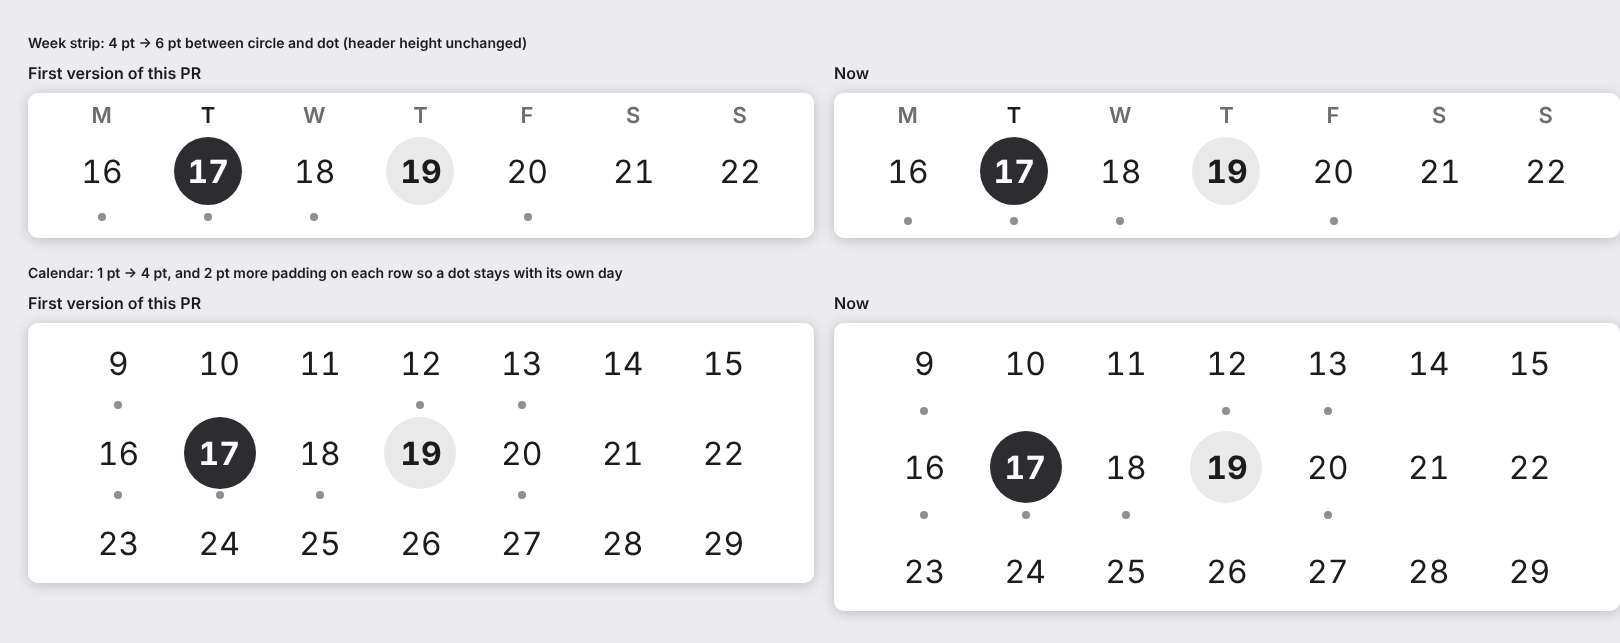 Week strip: 4 pt → 6 pt between circle and dot (header height unchanged)
First version of this PR
M T W T F S S
16 17 18 19 20 21 22
Now
M T W T F S S
16 17 18 19 20 21 22
Calendar: 1 pt → 4 pt, and 2 pt more padding on each row so a dot stays with its own day
First version of this PR
9 10 11 12 13 14 15
16 17 18 19 20 21 22
23 24 25 26 27 28 29
Now
9 10 11 12 13 14 15
16 17 18 19 20 21 22
23 24 25 26 27 28 29